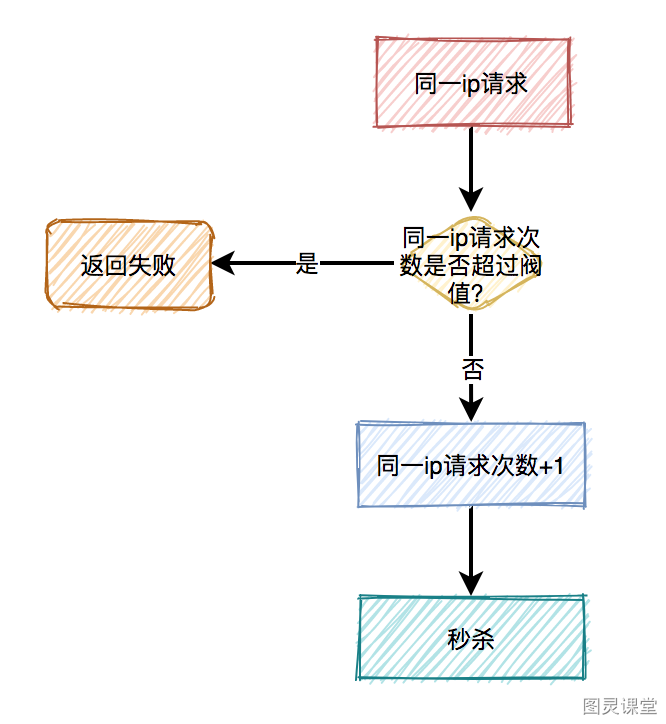 同一ip请求
同一ip请求次
数是否超过阀
值?
是
返回失败
否
同一ip请求次数+1
秒杀
图灵课堂